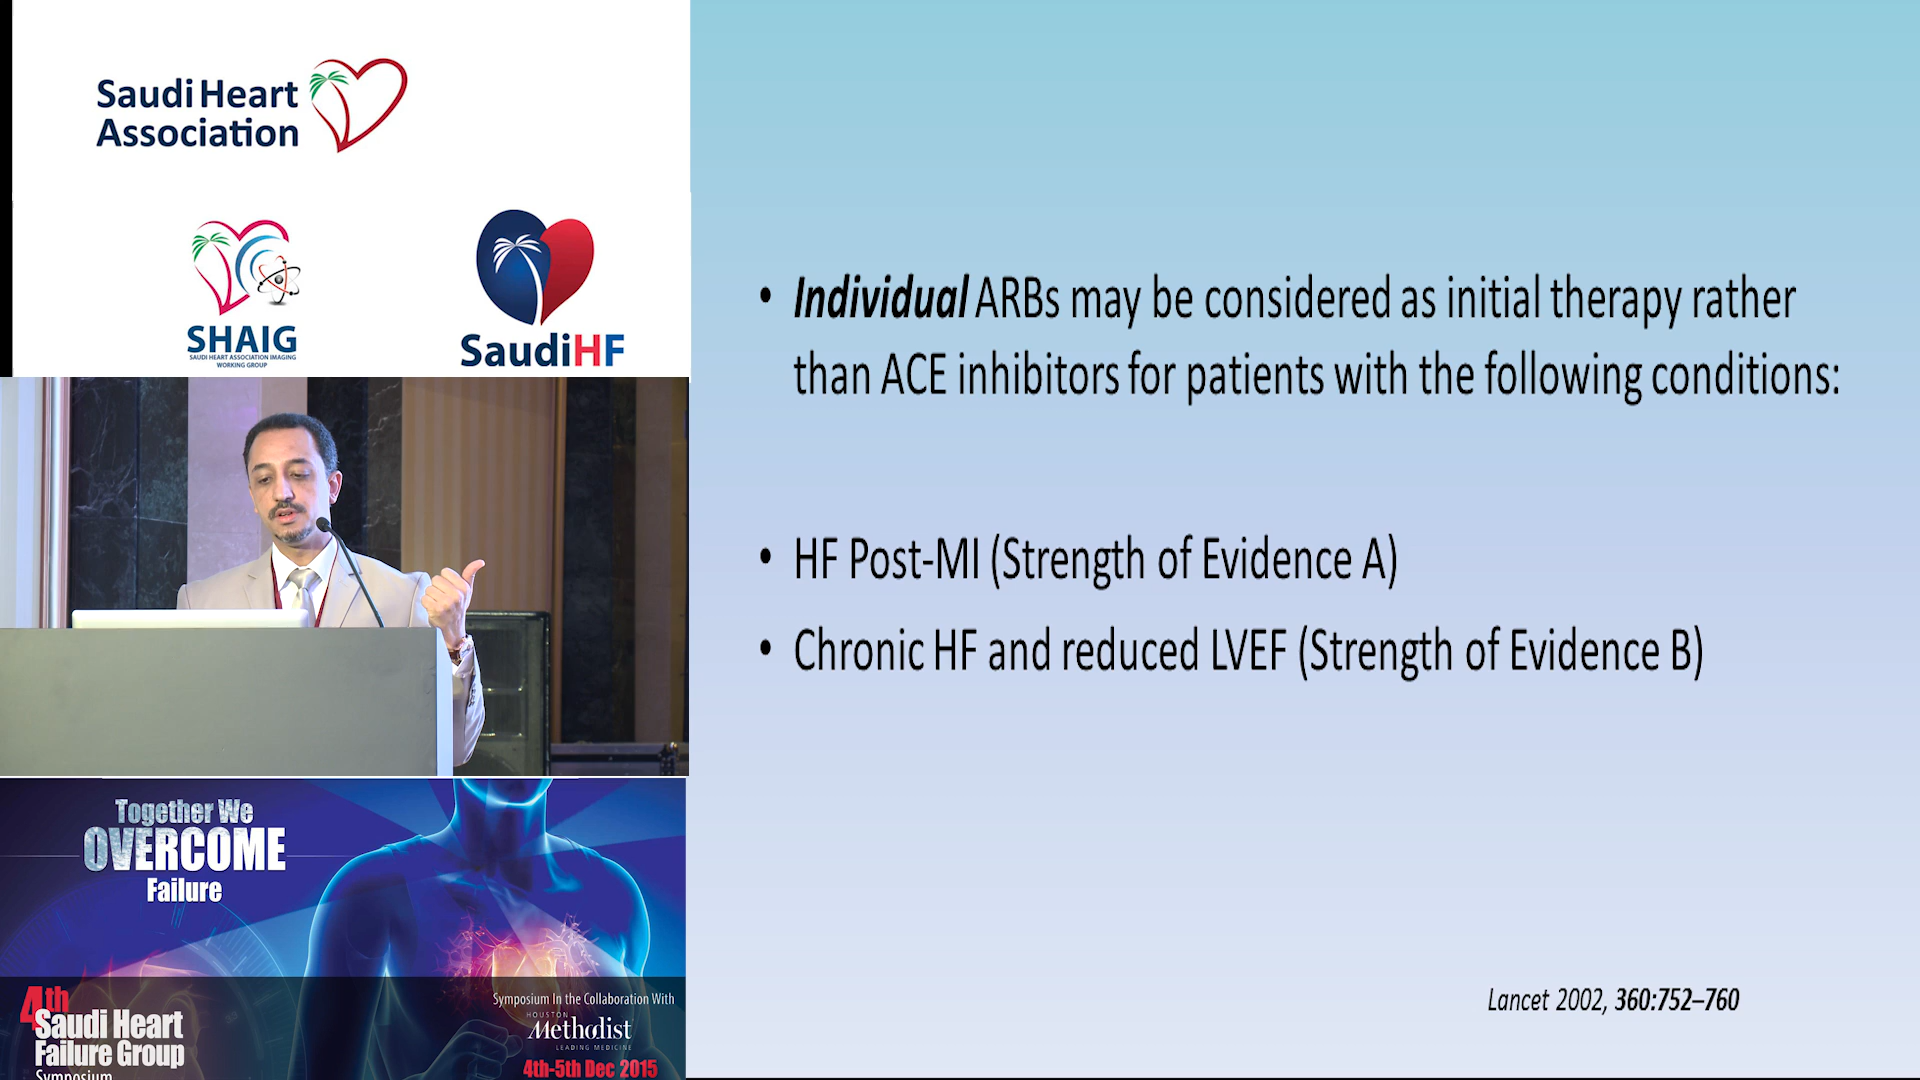 Saudi Heart
Association
SHAIG
SAUDI HEART ASSOCIATION IMAGING
WORKING GROUP
SaudiHF
• Individual ARBs may be considered as initial therapy rather
than ACE inhibitors for patients with the following conditions:
• HF Post-MI (Strength of Evidence A)
• Chronic HF and reduced LVEF (Strength of Evidence B)
Lancet 2002, 360:752–760
Together We
OVERCOME
Failure
4th
Saudi Heart
Failure Group
Symposium
Symposium In the Collaboration With
HOUSTON
Methodist
LEADING MEDICINE
4th-5th Dec 2015